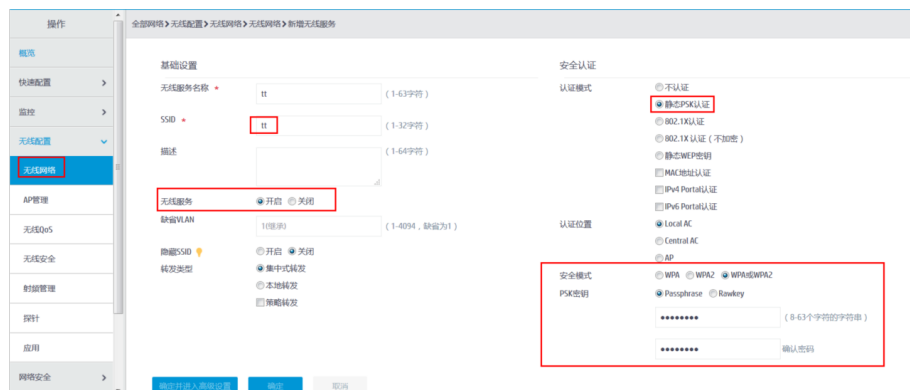 操作
全部网络>无线配置>无线网络>无线网络>新增无线服务
概览
快速配置
监控
无线配置
无线网络
AP管理
无线QoS
无线安全
射频管理
探针
应用
网络安全
基础设置
无线服务名称 * tt (1-63字符)
SSID * tt (1-32字符)
描述 (1-64字符)
无线服务 开启 关闭
缺省VLAN 1(继承) (1-4094,缺省为1)
隐藏SSID 开启 关闭
转发类型 集中式转发
本地转发
策略转发
确定并进入高级设置 确定 取消
安全认证
认证模式 不认证
静态PSK认证
802.1X认证
802.1X认证(不加密)
静态WEP密钥
MAC地址认证
IPv4 Portal认证
IPv6 Portal认证
认证位置 Local AC
Central AC
AP
安全模式 WPA WPA2 WPA或WPA2
PSK密钥 Passphrase Rawkey
•••••••• (8-63个字符的字符串)
•••••••• 确认密码